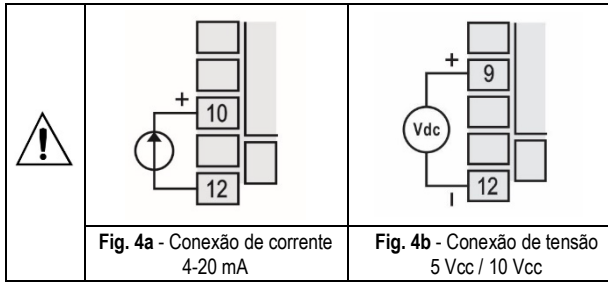 +
10
12
+
9
Vdc
12
−
Fig. 4a - Conexão de corrente
4-20 mA
Fig. 4b - Conexão de tensão
5 Vcc / 10 Vcc